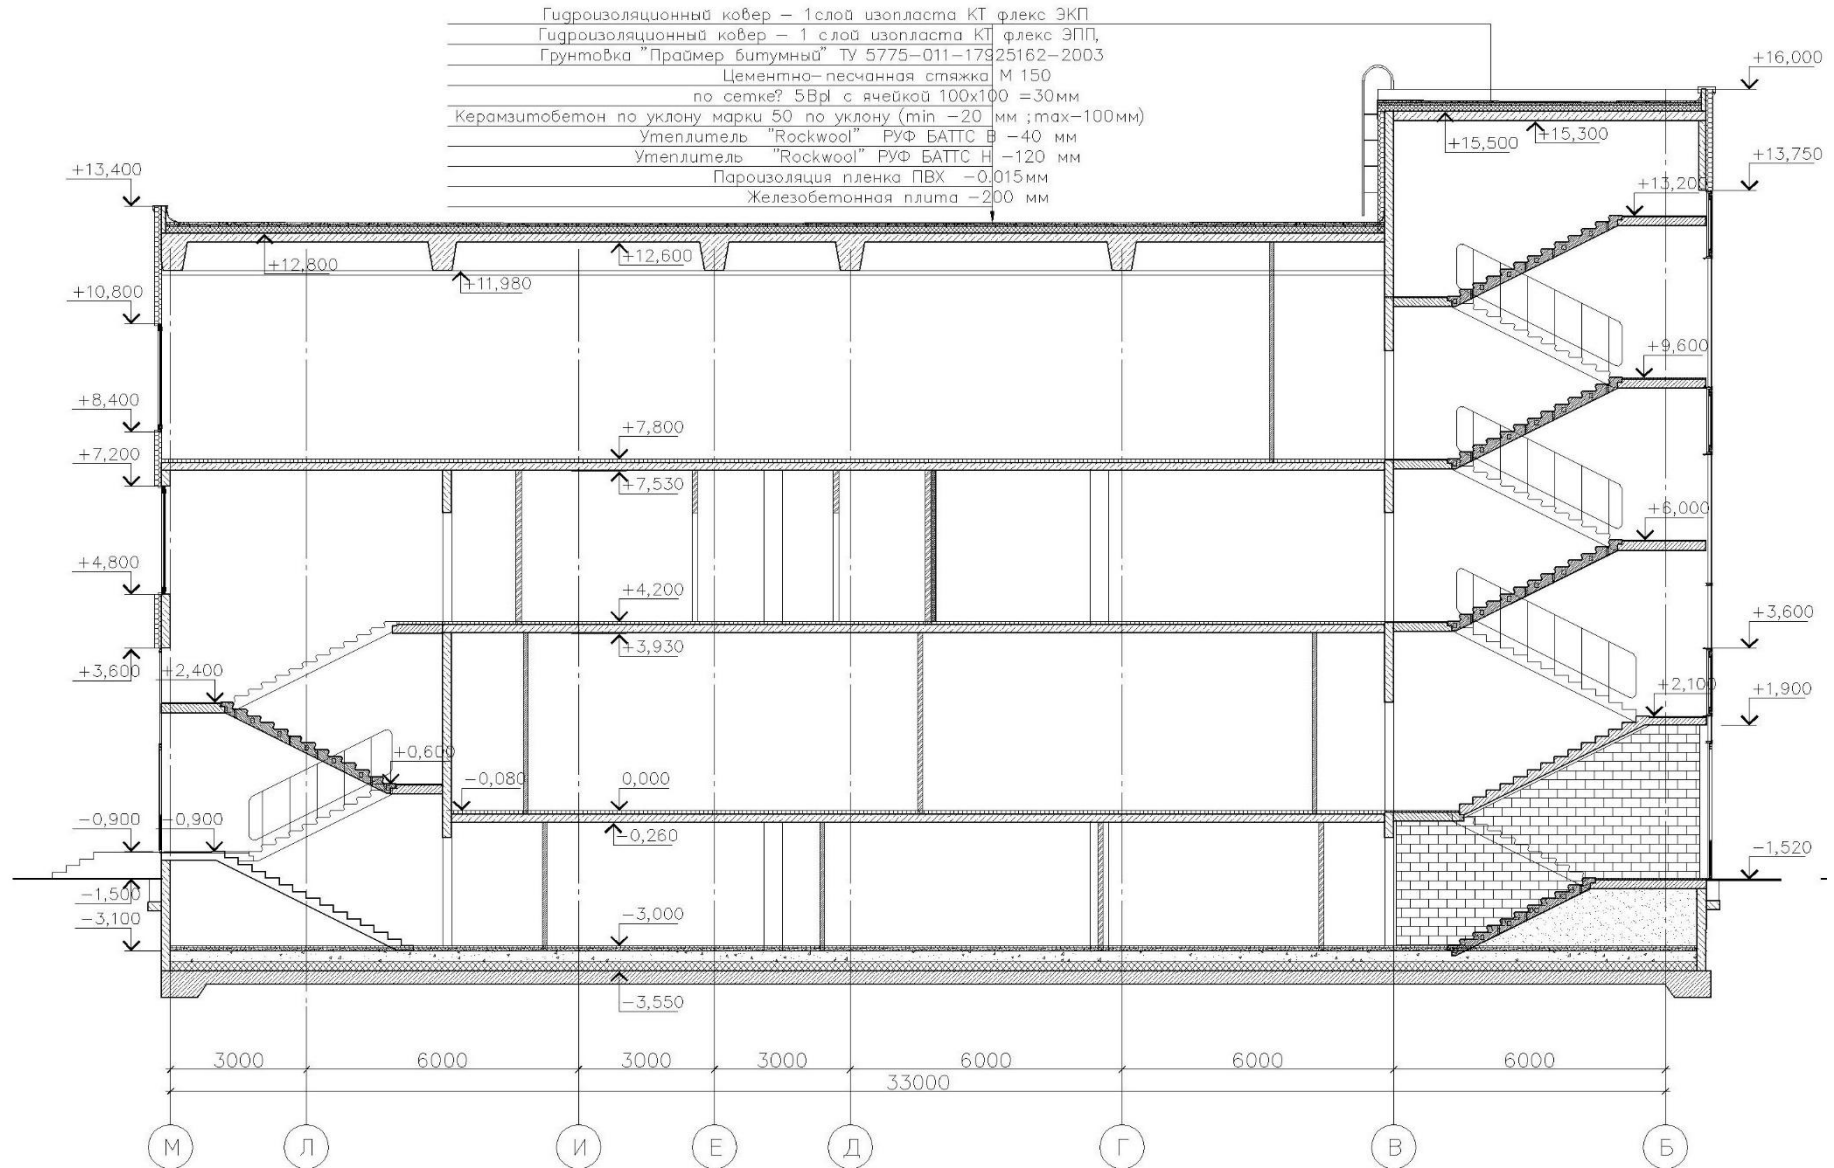 Гидроизоляционный ковер – 1слой изопласта КТ флекс ЭКП
Гидроизоляционный ковер – 1 слой изопласта КТ флекс ЭПП,
Грунтовка "Праймер битумный" ТУ 5775–011–17925162–2003
Цементно–песчанная стяжка М 150
по сетке? 5ВрI с ячейкой 100х100 =30мм
Керамзитобетон по уклону марки 50 по уклону (min –20 мм ;max–100мм)
Утеплитель "Rockwool" РУФ БАТТС В –40 мм
Утеплитель "Rockwool" РУФ БАТТС Н –120 мм
Пароизоляция пленка ПВХ –0.015мм
Железобетонная плита –200 мм
+16,000
+15,300
+15,500
+13,400
+13,750
+13,200
+12,800
+12,600
+11,980
+10,800
+9,600
+8,400
+7,800
+7,200
+7,530
+6,000
+4,800
+4,200
+3,600
+3,930
+3,600
+2,400
+2,100
+1,900
+0,600
–0,080
0,000
–0,900
–0,900
–0,260
–1,520
–1,500
–3,100
–3,000
–3,550
3000
6000
3000
3000
6000
6000
6000
33000
М
Л
И
Е
Д
Г
В
Б